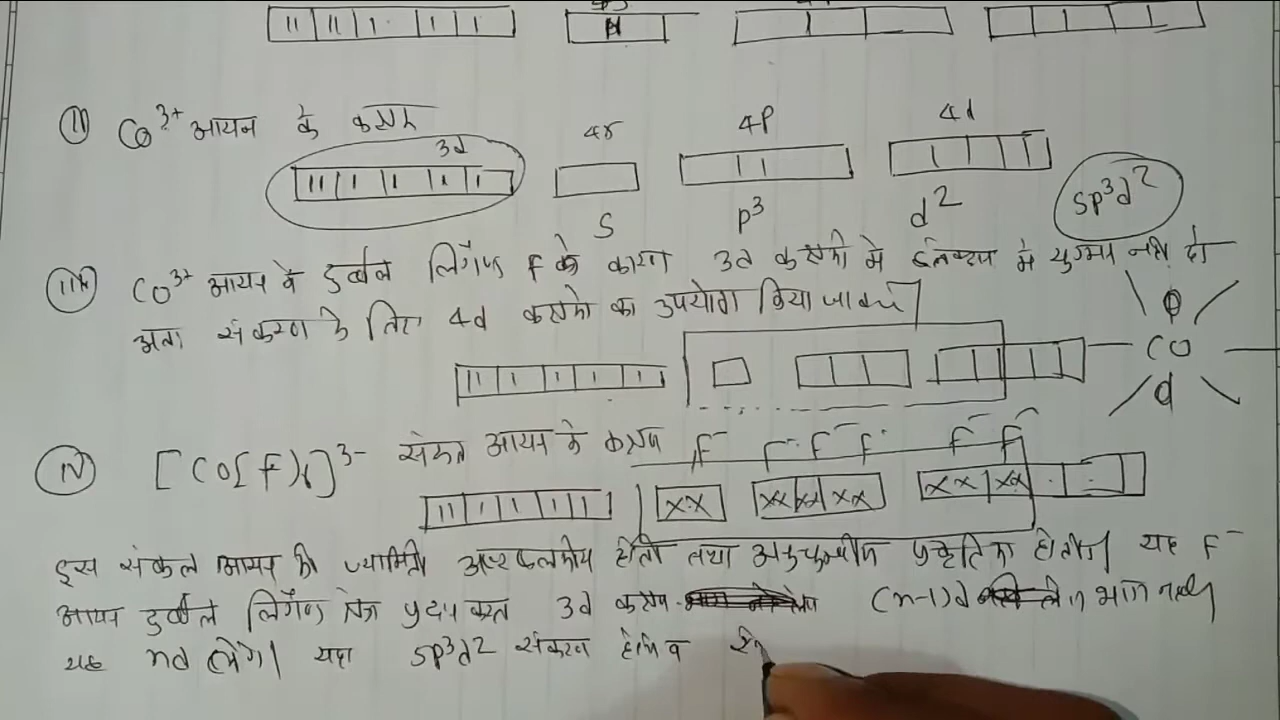 II Co3+ आयन के कक्षक
3d 4s 4p 4d
S p3 d2 sp3d2
III Co3+ आयन के दुर्बल लिगेण्ड F के कारण 3d कक्षकों में में युग्मन नही हो
अतः संकरण के लिए 4d कक्षको का उपयोग किया जावे
CO
IV [CO[F)6]3- संकल आयन के कक्षक F- F- F- F- F- F-
xx xx xx xx xx xx
इस संकल आयन की ज्यामिती अष्टफलकीय होती तथा अनुचुम्बकीय प्रकृति का होता। यह F-
आयन दुर्बल लिगेण्ड 3d कक्षक (n-1)d भाग नही
यह nd लेंगे। यहा sp3d2 संकरण होगा व